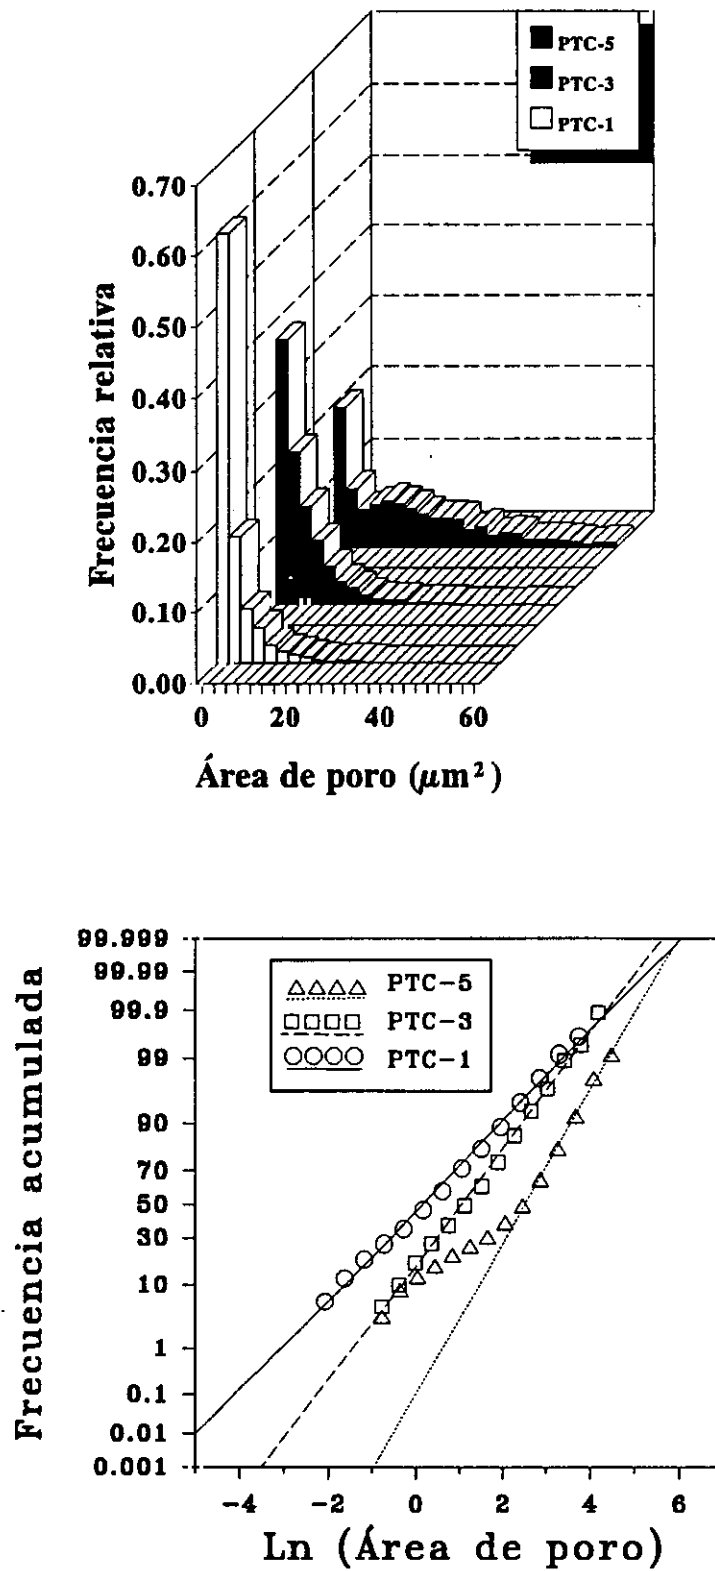 PTC-5
PTC-3
PTC-1
0.70
0.60
0.50
0.40
0.30
0.20
0.10
0.00
Frecuencia relativa
0 20 40 60
Área de poro (μm²)
99.999
99.99
99.9
99
90
70
50
30
10
1
0.1
0.01
0.001
Frecuencia acumulada
PTC-5
PTC-3
PTC-1
-4 -2 0 2 4 6
Ln (Área de poro)